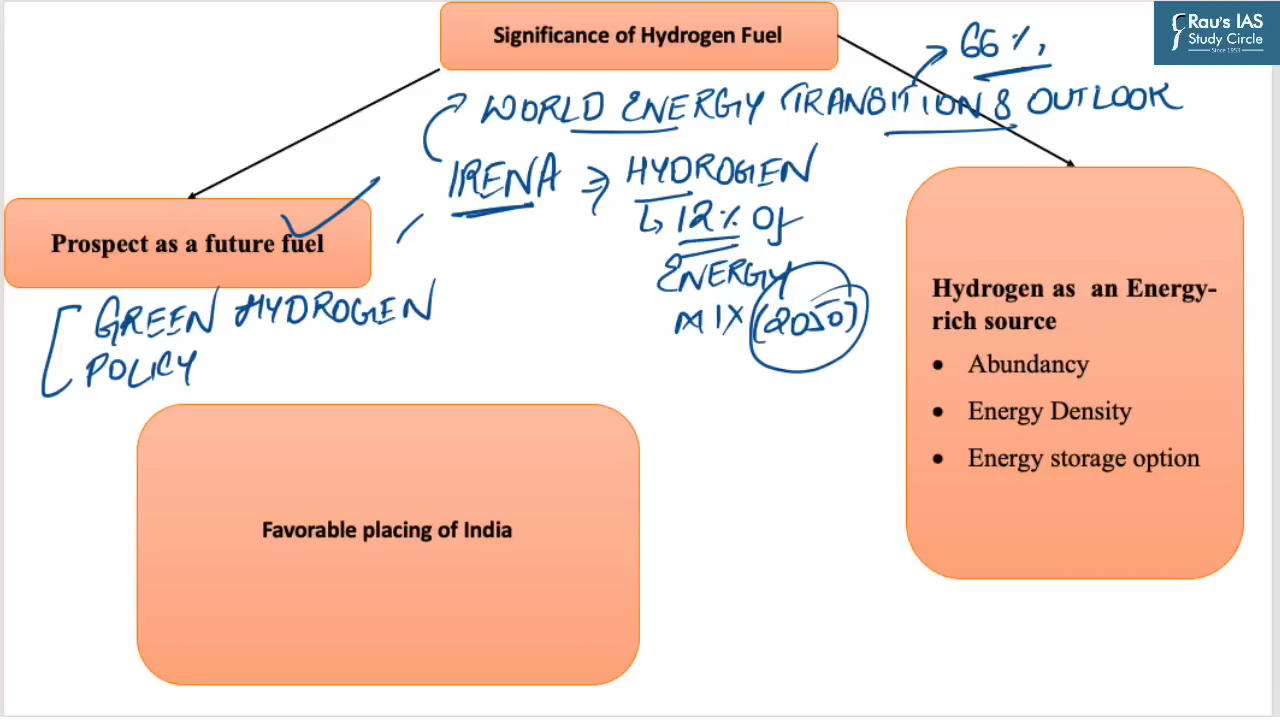 Significance of Hydrogen Fuel
Rau's IAS
Study Circle
Since 1953
66%,
WORLD ENERGY TRANSITION & OUTLOOK
IRENA ⇒ HYDROGEN
↳ 12% Of
ENERGY
MIX (2050)
Prospect as a future fuel
GREEN HYDROGEN
POLICY
Hydrogen as an Energy-
rich source
• Abundancy
• Energy Density
• Energy storage option
Favorable placing of India